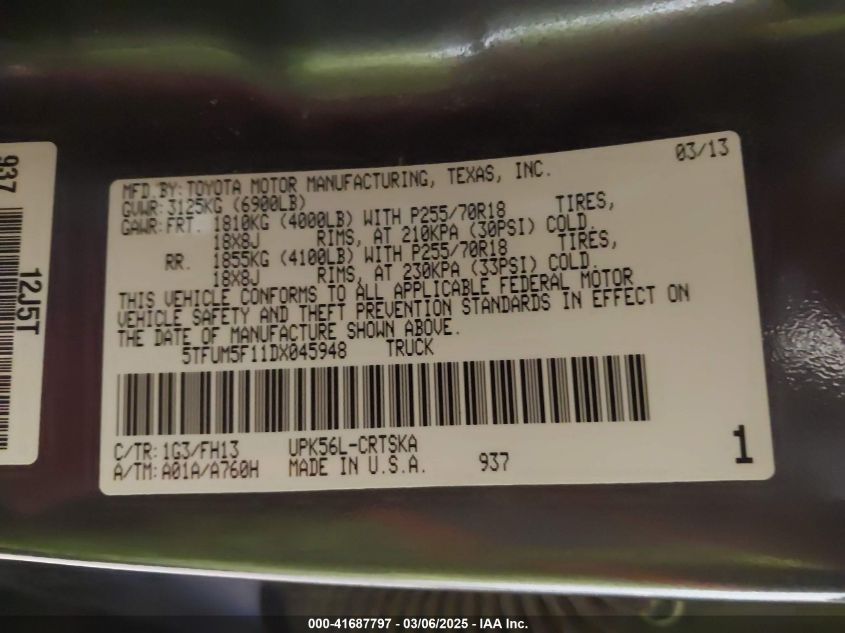 937
12J5T
MFD.BY:TOYOTA MOTOR MANUFACTURING, TEXAS, INC. 03/13
GVWR:3125KG (6900LB)
GAWR:FRT. 1810KG (4000LB) WITH P255/70R18 TIRES,
18X8J RIMS, AT 210KPA (30PSI) COLD.
RR. 1855KG (4100LB) WITH P255/70R18 TIRES,
18X8J RIMS, AT 230KPA (33PSI) COLD.
THIS VEHICLE CONFORMS TO ALL APPLICABLE FEDERAL MOTOR
VEHICLE SAFETY AND THEFT PREVENTION STANDARDS IN EFFECT ON
THE DATE OF MANUFACTURE SHOWN ABOVE.
5TFUM5F11DX045948 TRUCK
C/TR:1G3/FH13 UPK56L-CRTSKA
A/TM:A01A/A760H MADE IN U.S.A. 937 1
000-41687797 - 03/06/2025 - IAA Inc.